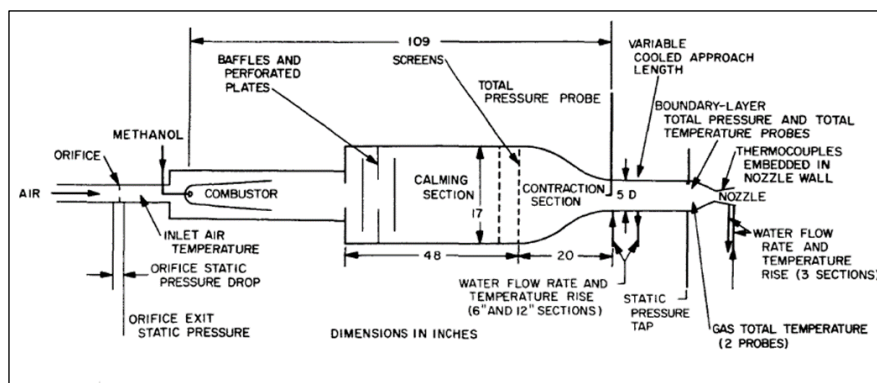 109
BAFFLES AND
PERFORATED
PLATES
SCREENS
TOTAL
PRESSURE PROBE
VARIABLE
COOLED APPROACH
LENGTH
BOUNDARY-LAYER
TOTAL PRESSURE AND TOTAL
TEMPERATURE PROBES
THERMOCOUPLES
EMBEDDED IN
NOZZLE WALL
METHANOL
ORIFICE
AIR
COMBUSTOR
CALMING
SECTION
17
CONTRACTION
SECTION
5 D
NOZZLE
INLET AIR
TEMPERATURE
48
20
ORIFICE STATIC
PRESSURE DROP
WATER FLOW RATE AND
TEMPERATURE RISE
(6" AND 12" SECTIONS)
STATIC
PRESSURE
TAP
WATER FLOW
RATE AND
TEMPERATURE
RISE (3 SECTIONS)
ORIFICE EXIT
STATIC PRESSURE
DIMENSIONS IN INCHES
GAS TOTAL TEMPERATURE
(2 PROBES)